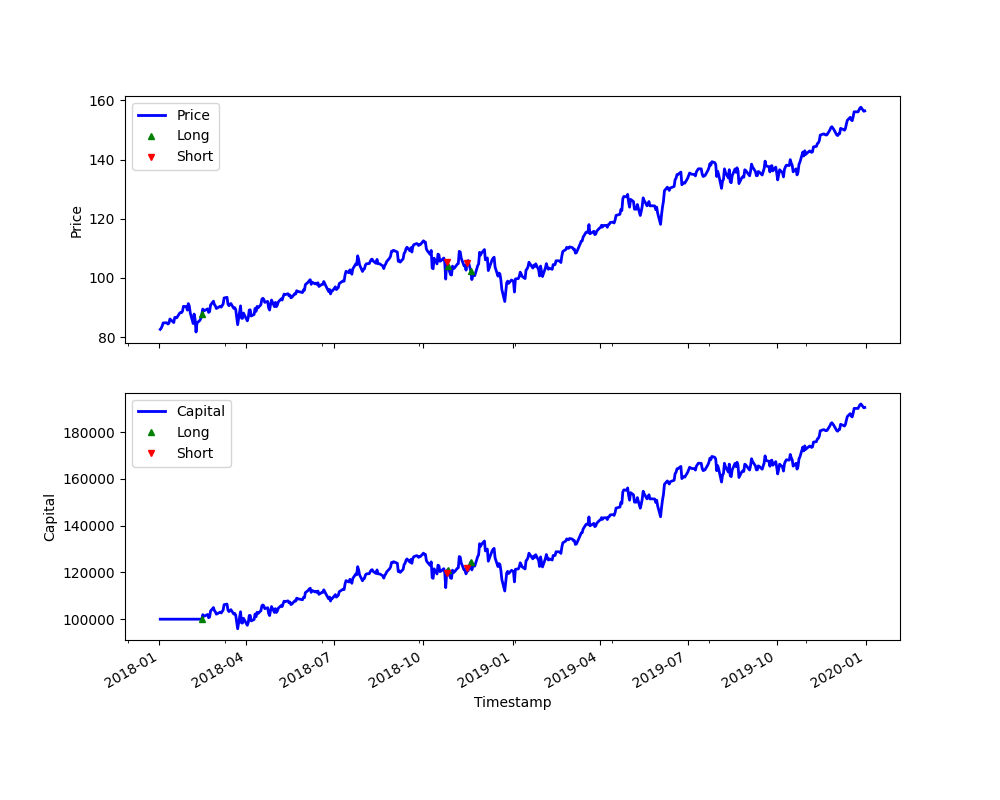 160
140
120
100
80
Price
Price
Long
Short
180000
160000
140000
120000
100000
Capital
Capital
Long
Short
2018-01
2018-04
2018-07
2018-10
2019-01
2019-04
2019-07
2019-10
2020-01
Timestamp